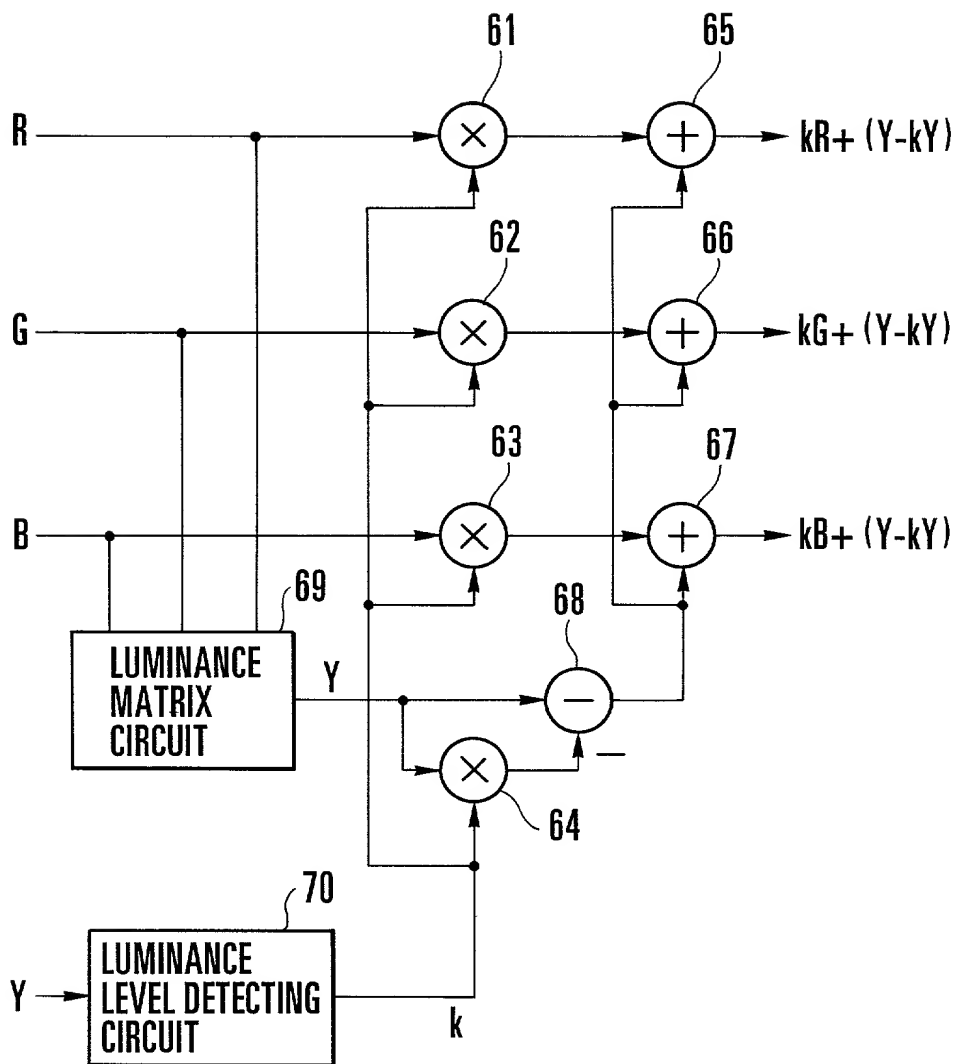 61
65
R
×
+
kR+ (Y-kY)
62
66
G
×
+
kG+ (Y-kY)
63
67
B
×
+
kB+ (Y-kY)
69
68
LUMINANCE
MATRIX
CIRCUIT
Y
−
−
×
64
70
Y
LUMINANCE
LEVEL DETECTING
CIRCUIT
k